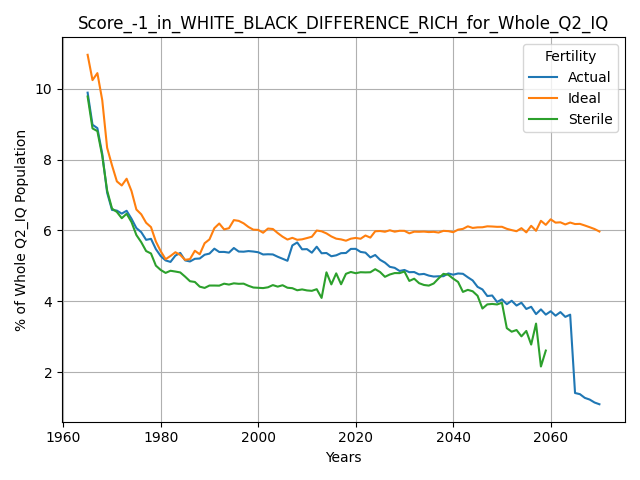 Score_-1_in_WHITE_BLACK_DIFFERENCE_RICH_for_Whole_Q2_IQ
Fertility
Actual
Ideal
Sterile
% of Whole Q2_IQ Population
10
8
6
4
2
1960 1980 2000 2020 2040 2060
Years